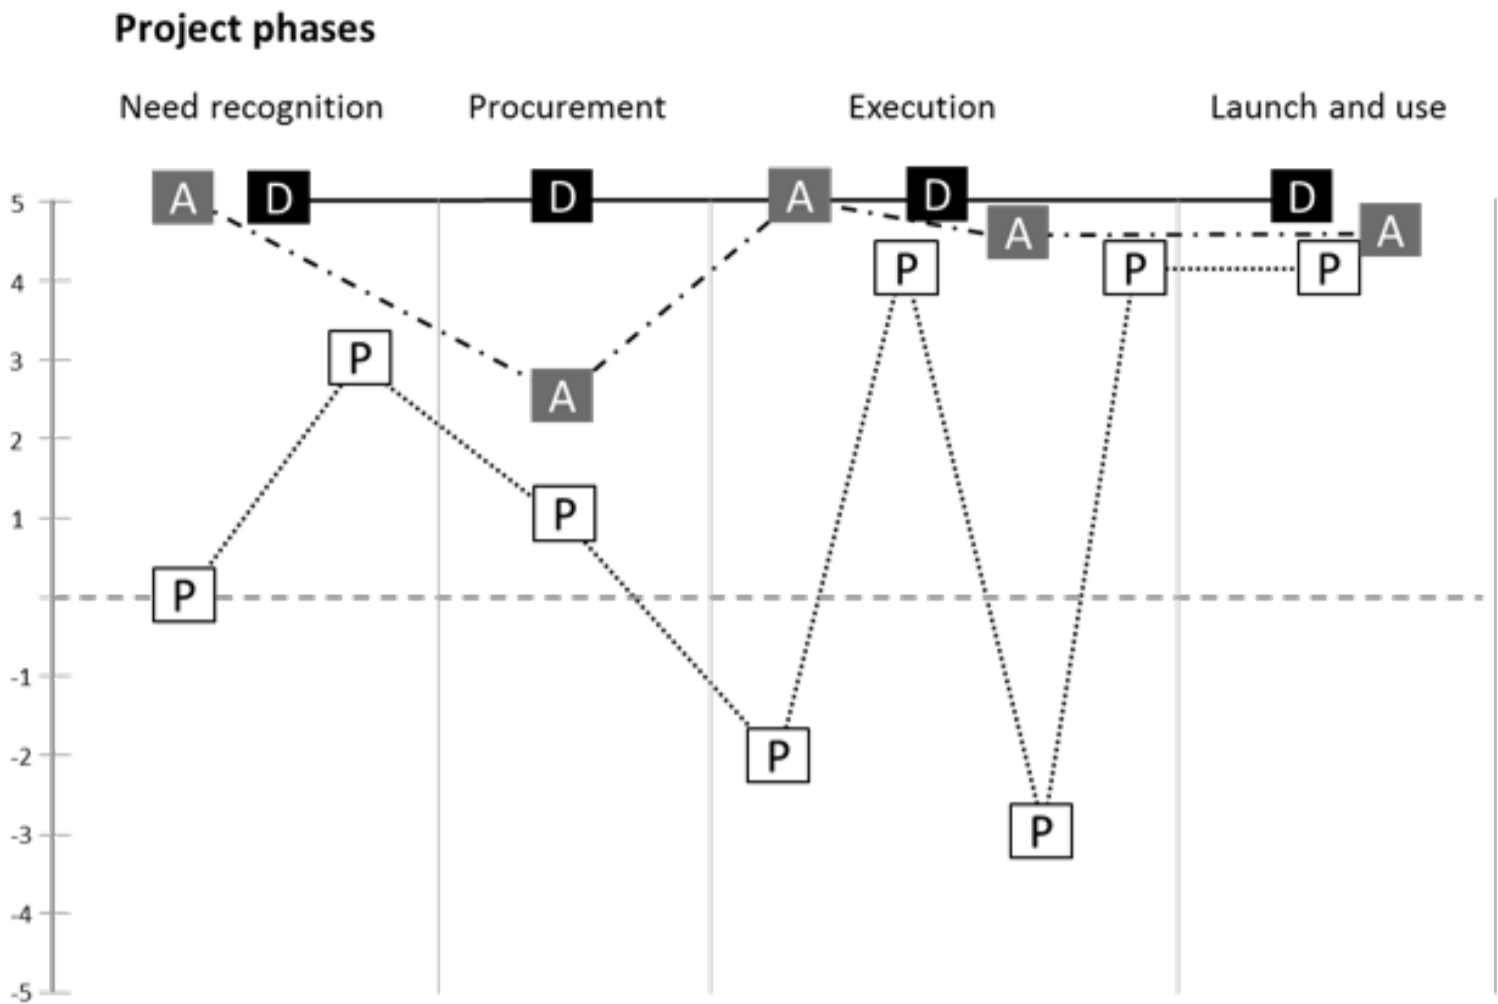 Project phases
Need recognition Procurement Execution Launch and use
5 A D D A D D
A A
4 P P P
3 P
A
2
1 P
P
-1
-2 P
-3 P
-4
-5